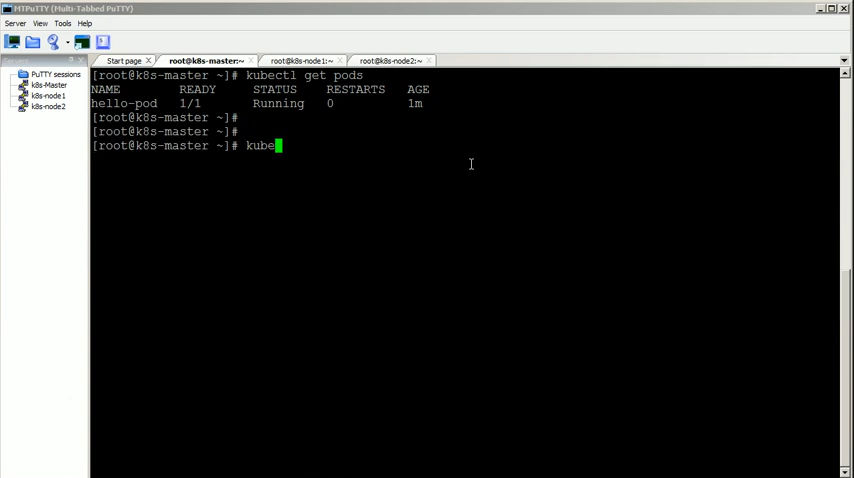 MTPuTTY (Multi-Tabbed PuTTY)
Server View Tools Help
Servers
Start page root@k8s-master:~ root@k8s-node1:~ root@k8s-node2:~
PuTTY sessions
k8s-Master
k8s-node1
k8s-node2
[root@k8s-master ~]# kubectl get pods
NAME READY STATUS RESTARTS AGE
hello-pod 1/1 Running 0 1m
[root@k8s-master ~]#
[root@k8s-master ~]#
[root@k8s-master ~]# kube